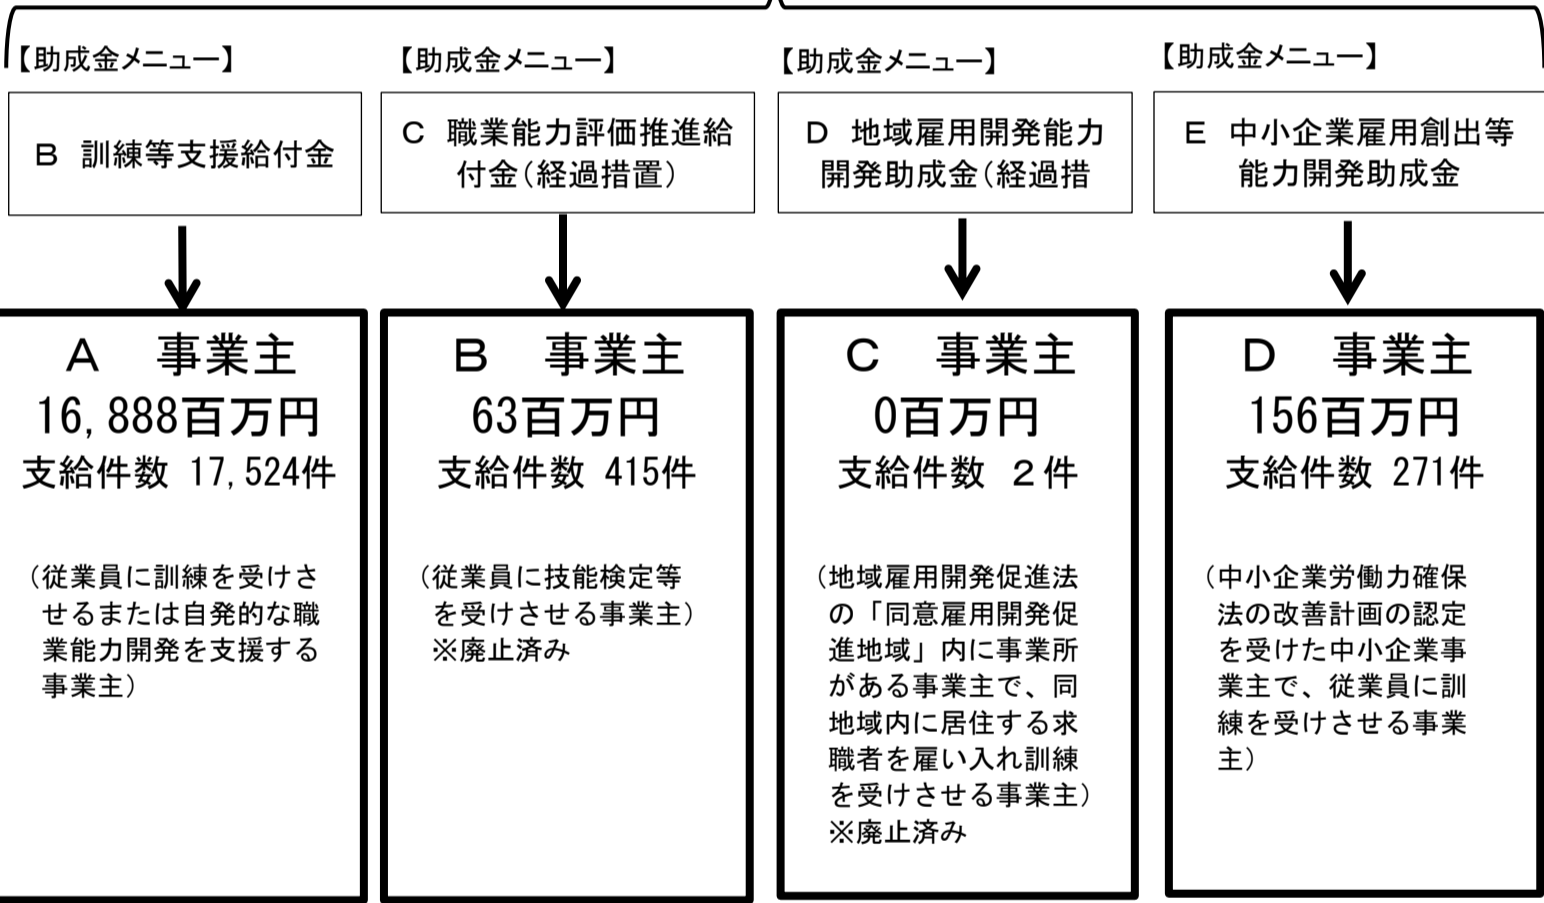 【助成金メニュー】
B 訓練等支援給付金
A 事業主
16,888百万円
支給件数 17,524件
（従業員に訓練を受けさ
せるまたは自発的な職
業能力開発を支援する
事業主）
【助成金メニュー】
C 職業能力評価推進給
付金（経過措置）
B 事業主
63百万円
支給件数 415件
（従業員に技能検定等
を受けさせる事業主）
※廃止済み
【助成金メニュー】
D 地域雇用開発能力
開発助成金（経過措
C 事業主
0百万円
支給件数 2件
（地域雇用開発促進法
の「同意雇用開発促
進地域」内に事業所
がある事業主で、同
地域内に居住する求
職者を雇い入れ訓練
を受けさせる事業主）
※廃止済み
【助成金メニュー】
E 中小企業雇用創出等
能力開発助成金
D 事業主
156百万円
支給件数 271件
（中小企業労働力確保
法の改善計画の認定
を受けた中小企業事
業主で、従業員に訓
練を受けさせる事業
主）